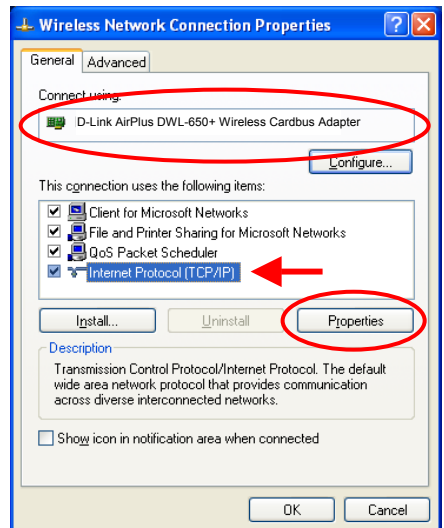 Wireless Network Connection Properties
General Advanced
Connect using:
D-Link AirPlus DWL-650+ Wireless Cardbus Adapter
Configure...
This connection uses the following items:
Client for Microsoft Networks
File and Printer Sharing for Microsoft Networks
QoS Packet Scheduler
Internet Protocol (TCP/IP)
Install... Uninstall Properties
Description
Transmission Control Protocol/Internet Protocol. The default
wide area network protocol that provides communication
across diverse interconnected networks.
Show icon in notification area when connected
OK Cancel